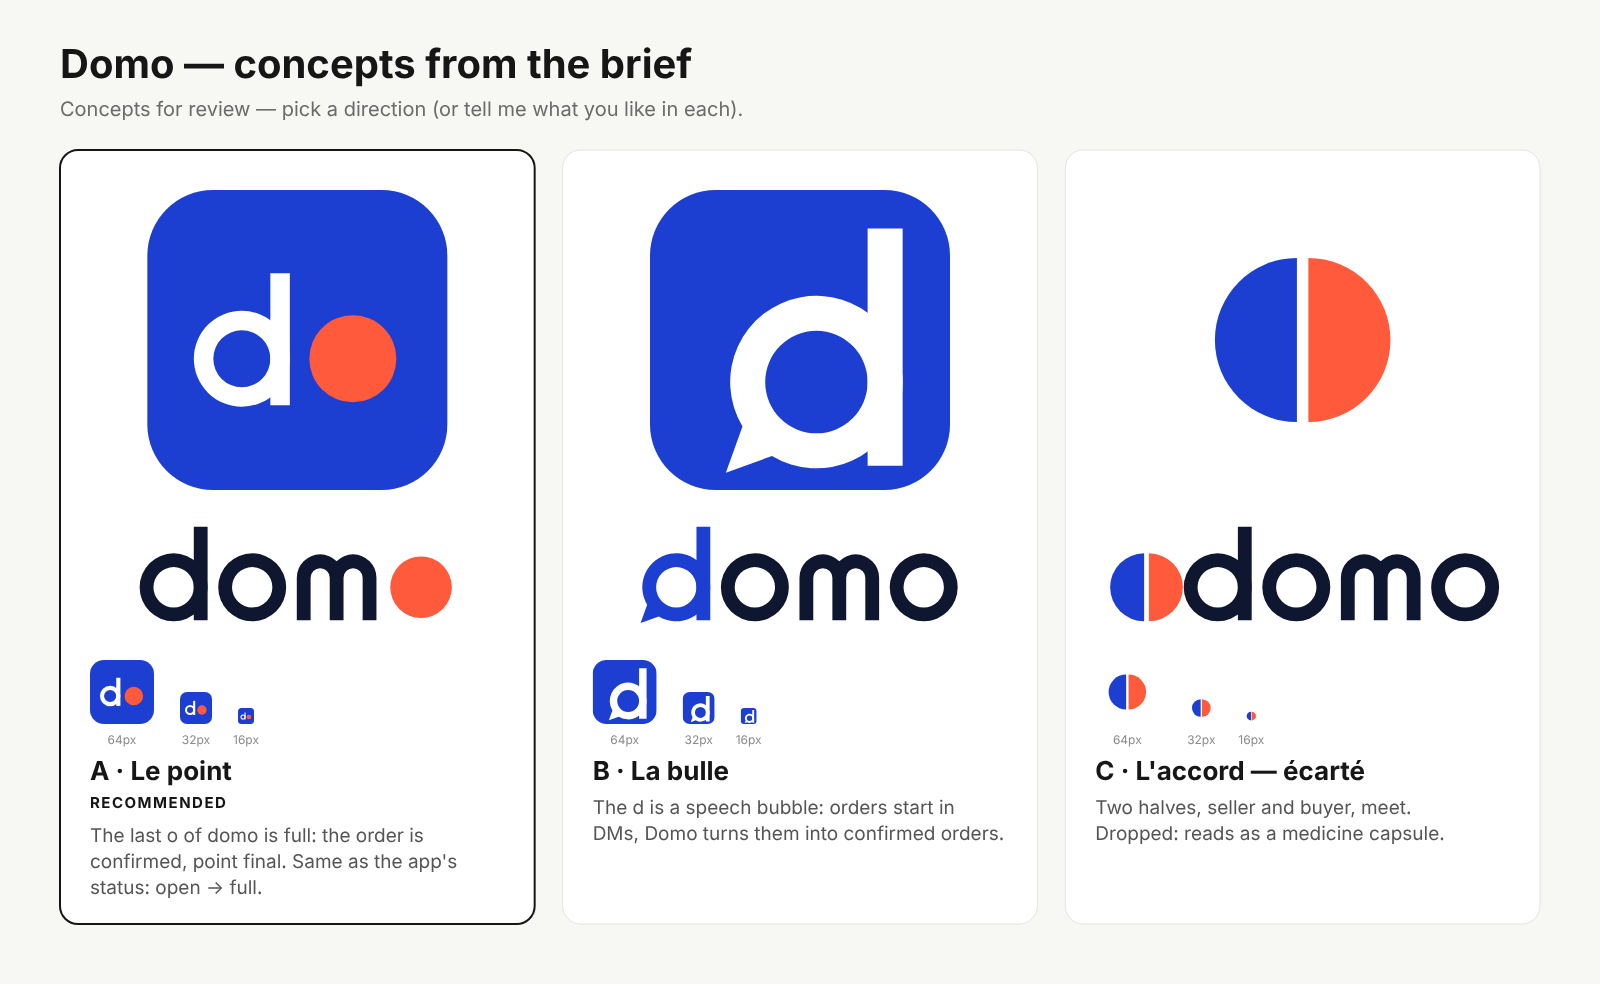 Domo — concepts from the brief
Concepts for review — pick a direction (or tell me what you like in each).
do
domo
do
do
do
64px
32px
16px
A · Le point
RECOMMENDED
The last o of domo is full: the order is
confirmed, point final. Same as the app's
status: open → full.
d
domo
d
d
d
64px
32px
16px
B · La bulle
The d is a speech bubble: orders start in
DMs, Domo turns them into confirmed orders.
domo
64px
32px
16px
C · L'accord — écarté
Two halves, seller and buyer, meet.
Dropped: reads as a medicine capsule.